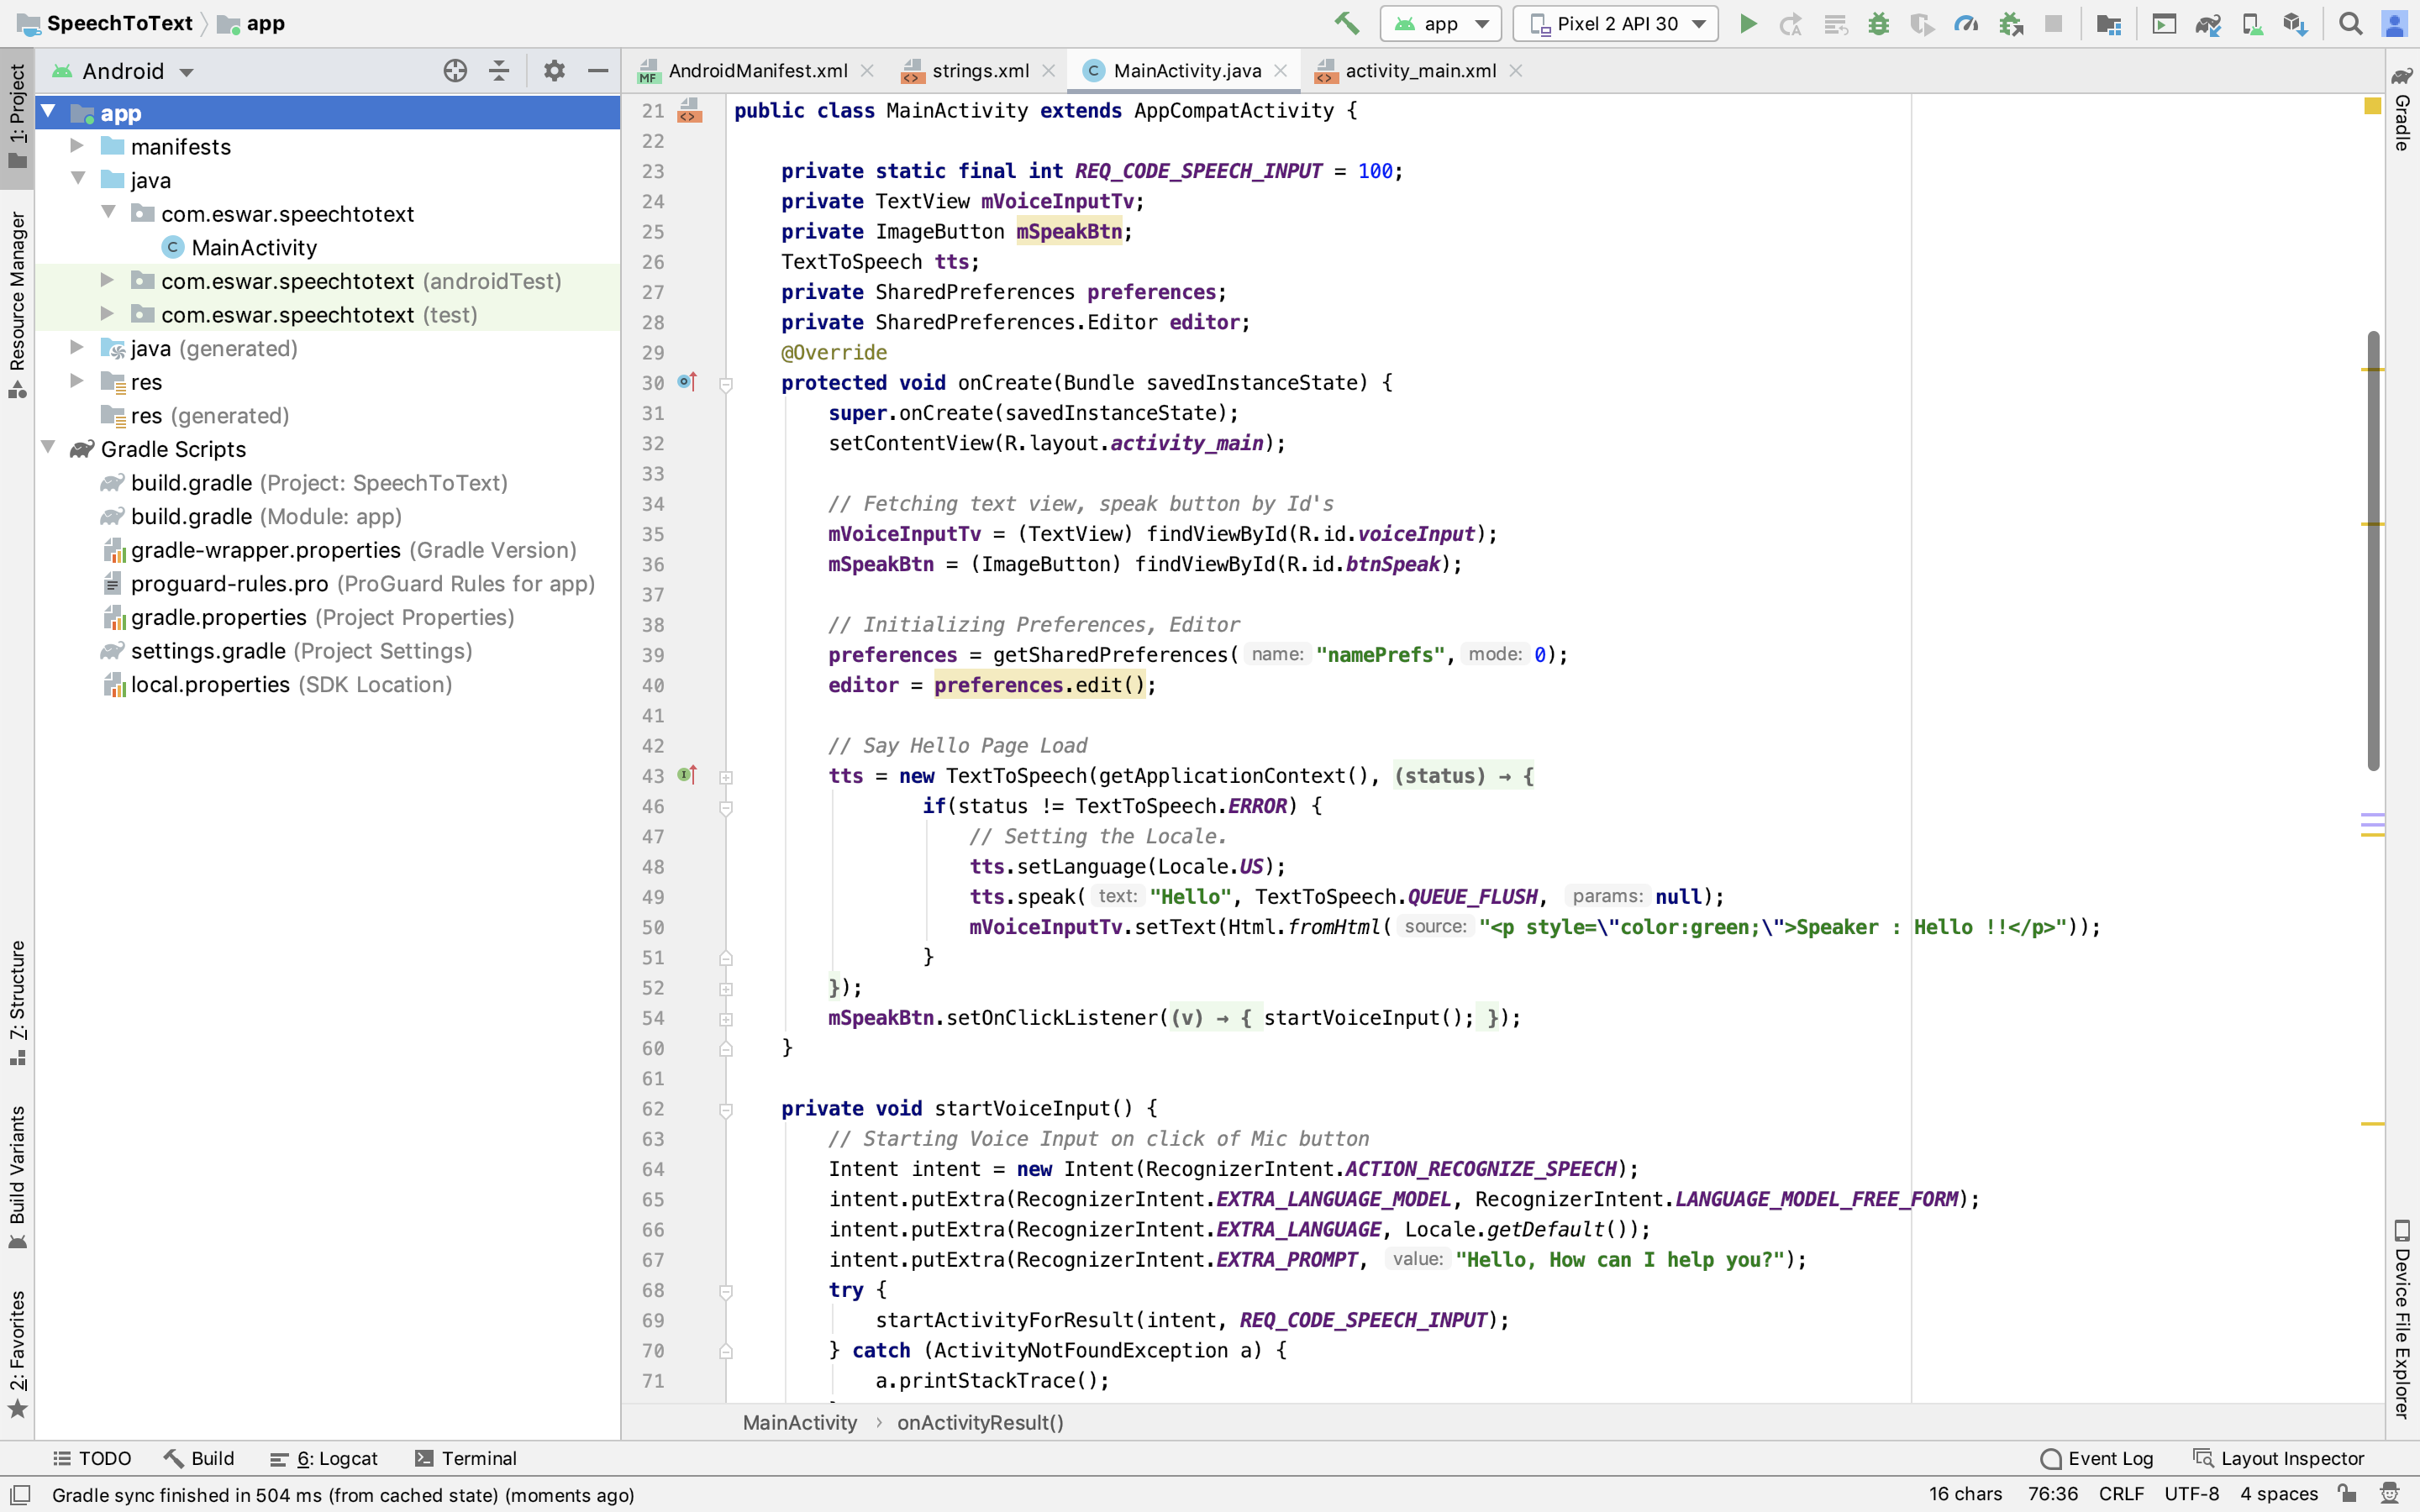 SpeechToText
app
app
Pixel 2 API 30
1: Project
Resource Manager
7: Structure
Build Variants
2: Favorites
Android
app
manifests
java
com.eswar.speechtotext
C MainActivity
com.eswar.speechtotext (androidTest)
com.eswar.speechtotext (test)
java (generated)
res
res (generated)
Gradle Scripts
build.gradle (Project: SpeechToText)
build.gradle (Module: app)
gradle-wrapper.properties (Gradle Version)
proguard-rules.pro (ProGuard Rules for app)
gradle.properties (Project Properties)
settings.gradle (Project Settings)
local.properties (SDK Location)
MF AndroidManifest.xml
strings.xml
C MainActivity.java
activity_main.xml
21 public class MainActivity extends AppCompatActivity {
22
23 private static final int REQ_CODE_SPEECH_INPUT = 100;
24 private TextView mVoiceInputTv;
25 private ImageButton mSpeakBtn;
26 TextToSpeech tts;
27 private SharedPreferences preferences;
28 private SharedPreferences.Editor editor;
29 @Override
30 protected void onCreate(Bundle savedInstanceState) {
31 super.onCreate(savedInstanceState);
32 setContentView(R.layout.activity_main);
33
34 // Fetching text view, speak button by Id's
35 mVoiceInputTv = (TextView) findViewById(R.id.voiceInput);
36 mSpeakBtn = (ImageButton) findViewById(R.id.btnSpeak);
37
38 // Initializing Preferences, Editor
39 preferences = getSharedPreferences( name: "namePrefs", mode: 0);
40 editor = preferences.edit();
41
42 // Say Hello Page Load
43 tts = new TextToSpeech(getApplicationContext(), (status) → {
46 if(status != TextToSpeech.ERROR) {
47 // Setting the Locale.
48 tts.setLanguage(Locale.US);
49 tts.speak( text: "Hello", TextToSpeech.QUEUE_FLUSH, params: null);
50 mVoiceInputTv.setText(Html.fromHtml( source: "<p style=\"color:green;\">Speaker : Hello !!</p>"));
51 }
52 });
54 mSpeakBtn.setOnClickListener((v) → { startVoiceInput(); });
60 }
61
62 private void startVoiceInput() {
63 // Starting Voice Input on click of Mic button
64 Intent intent = new Intent(RecognizerIntent.ACTION_RECOGNIZE_SPEECH);
65 intent.putExtra(RecognizerIntent.EXTRA_LANGUAGE_MODEL, RecognizerIntent.LANGUAGE_MODEL_FREE_FORM);
66 intent.putExtra(RecognizerIntent.EXTRA_LANGUAGE, Locale.getDefault());
67 intent.putExtra(RecognizerIntent.EXTRA_PROMPT, value: "Hello, How can I help you?");
68 try {
69 startActivityForResult(intent, REQ_CODE_SPEECH_INPUT);
70 } catch (ActivityNotFoundException a) {
71 a.printStackTrace();
MainActivity > onActivityResult()
Gradle
Device File Explorer
TODO
Build
6: Logcat
Terminal
Event Log
Layout Inspector
Gradle sync finished in 504 ms (from cached state) (moments ago)
16 chars 76:36 CRLF UTF-8 4 spaces